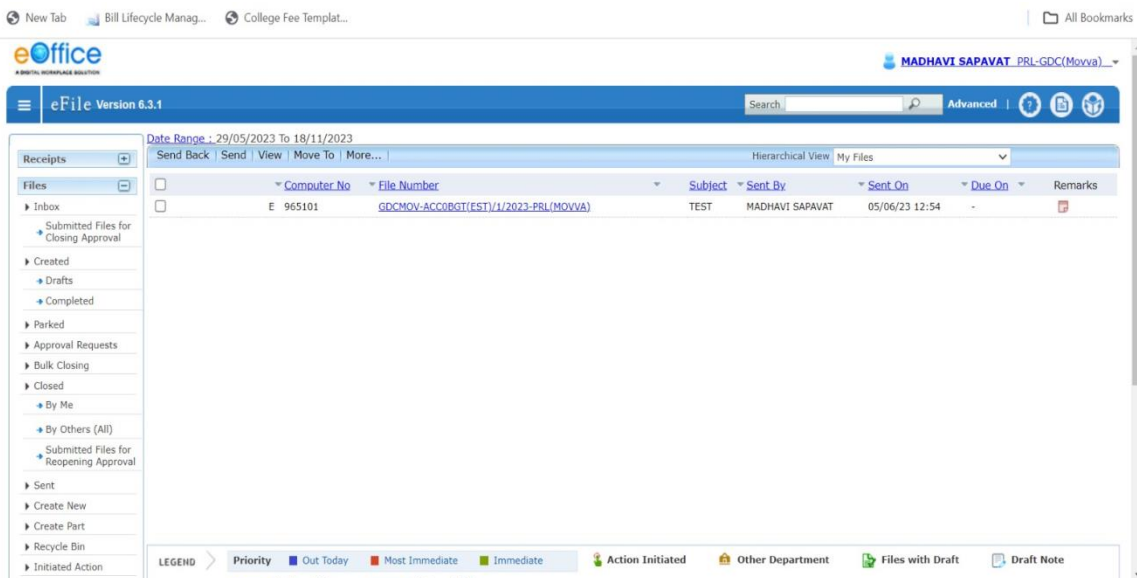 New Tab Bill Lifecycle Manag... College Fee Templat... All Bookmarks
eOffice
A DIGITAL WORKPLACE SOLUTION
MADHAVI SAPAVAT PRL-GDC(Movva)
eFile Version 6.3.1 Search Advanced |
Date Range : 29/05/2023 To 18/11/2023
Receipts
Send Back | Send | View | Move To | More... | Hierarchical View My Files
Files
Computer No File Number Subject Sent By Sent On Due On Remarks
E 965101 GDCMOV-ACC0BGT(EST)/1/2023-PRL(MOVVA) TEST MADHAVI SAPAVAT 05/06/23 12:54 -
Inbox
Submitted Files for
Closing Approval
Created
Drafts
Completed
Parked
Approval Requests
Bulk Closing
Closed
By Me
By Others (All)
Submitted Files for
Reopening Approval
Sent
Create New
Create Part
Recycle Bin
Initiated Action
LEGEND Priority Out Today Most Immediate Immediate Action Initiated Other Department Files with Draft Draft Note